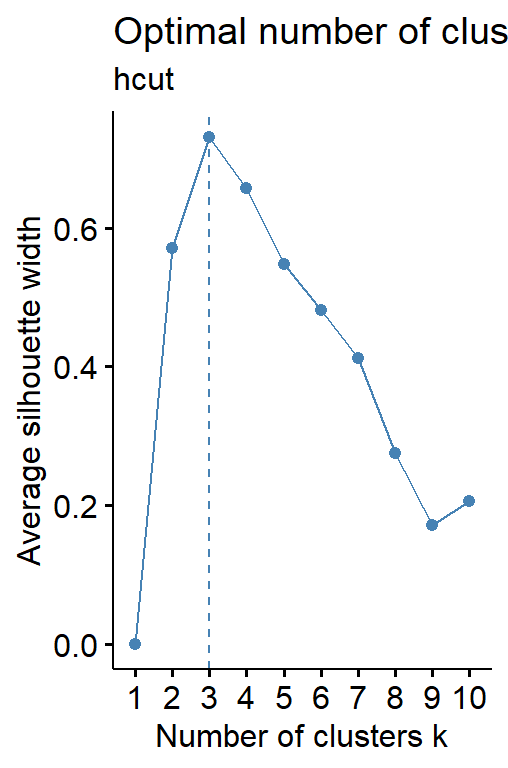 Optimal number of clus
hcut
Average silhouette width
0.6
0.4
0.2
0.0
1 2 3 4 5 6 7 8 9 10
Number of clusters k